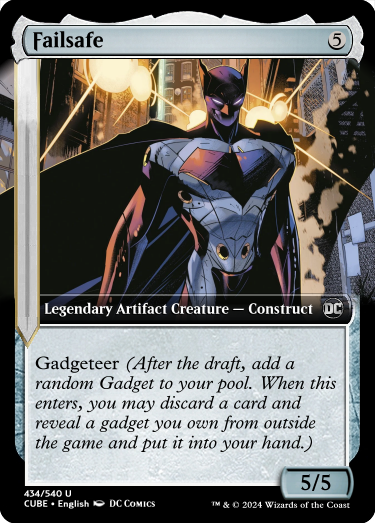 Failsafe
5
Legendary Artifact Creature — Construct
DC
Gadgeteer (After the draft, add a
random Gadget to your pool. When this
enters, you may discard a card and
reveal a gadget you own from outside
the game and put it into your hand.)
5/5
434/540 U
CUBE • English DC COMICS
™ & © 2024 Wizards of the Coast